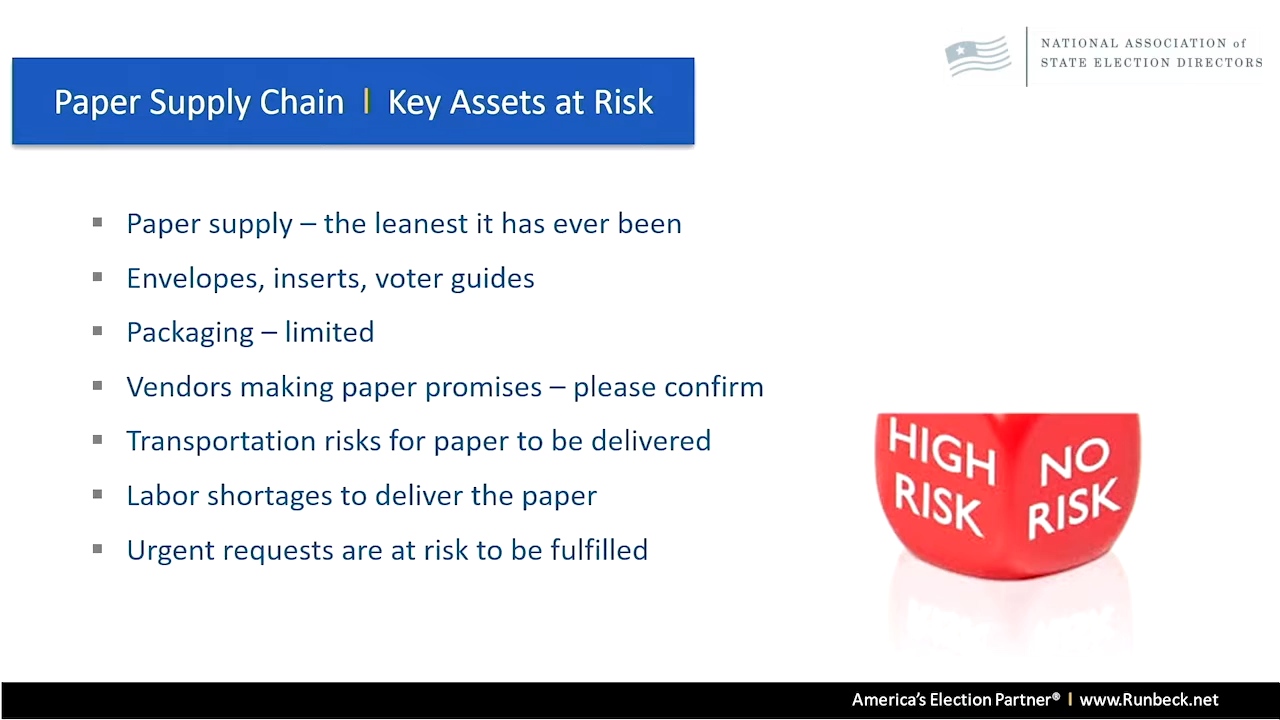 NATIONAL ASSOCIATION of
STATE ELECTION DIRECTORS
Paper Supply Chain | Key Assets at Risk
▪ Paper supply – the leanest it has ever been
▪ Envelopes, inserts, voter guides
▪ Packaging – limited
▪ Vendors making paper promises – please confirm
▪ Transportation risks for paper to be delivered
▪ Labor shortages to deliver the paper
▪ Urgent requests are at risk to be fulfilled
HIGH
RISK
NO
RISK
America's Election Partner® | www.Runbeck.net